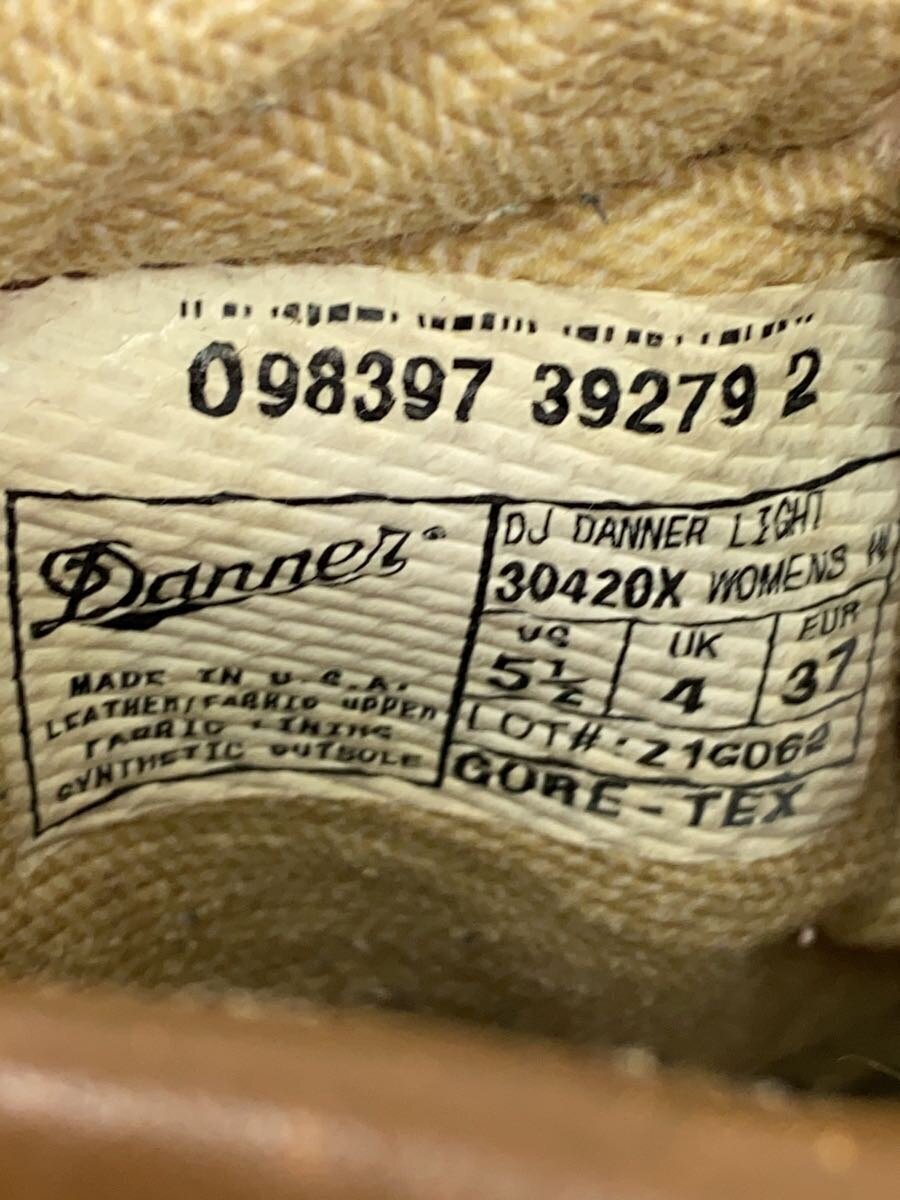 098397 39279 2
Danner®
MADE IN U.S.A.
LEATHER/FABRIC UPPER
FABRIC LINING
SYNTHETIC OUTSOLE
DJ DANNER LIGHT
30420X WOMENS W
US UK EUR
5½ 4 37
LOT#: 21G062
GORE-TEX